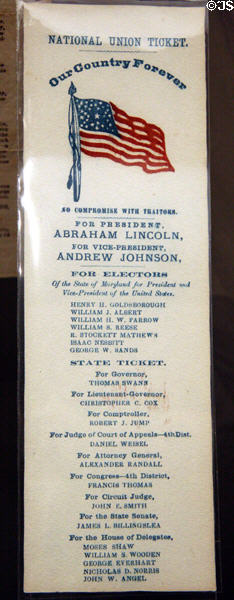 ©JS
NATIONAL UNION TICKET.
Our Country Forever
NO COMPROMISE WITH TRAITORS.
FOR PRESIDENT,
ABRAHAM LINCOLN,
FOR VICE-PRESIDENT,
ANDREW JOHNSON,
FOR ELECTORS
Of the State of Maryland for President and
Vice-President of the United States.
HENRY H. GOLDSBOROUGH
WILLIAM J. ALBERT
WILLIAM H. W. FARROW
WILLIAM S. REESE
R. STOCKETT MATHEWS
ISAAC NESBITT
GEORGE W. SANDS
STATE TICKET.
For Governor,
THOMAS SWANN
For Lieutenant-Governor,
CHRISTOPHER C. COX
For Comptroller,
ROBERT J. JUMP
For Judge of Court of Appeals—4th Dist.
DANIEL WEISEL
For Attorney General,
ALEXANDER RANDALL
For Congress—4th District,
FRANCIS THOMAS
For Circuit Judge,
JOHN E. SMITH
For the State Senate,
JAMES L. BILLINGSLEA
For the House of Delegates,
MOSES SHAW
WILLIAM S. WOODEN
GEORGE EVERHART
NICHOLAS D. NORRIS
JOHN W. ANGEL